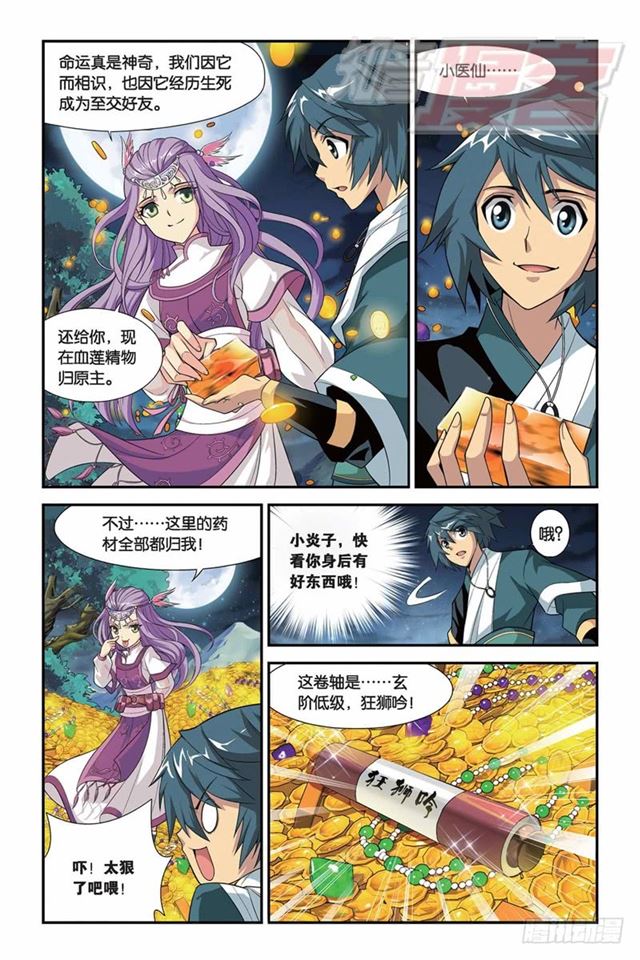 命运真是神奇，我们因它
而相识，也因它经历生死
成为至交好友。
小医仙……
还给你，现
在血莲精物
归原主。
不过……这里的药
材全部都归我！
吓！太狠
了吧喂！
小炎子，快
看你身后有
好东西哦！
哦？
这卷轴是……玄
阶低级，狂狮吟！
狂狮吟
腾讯动漫